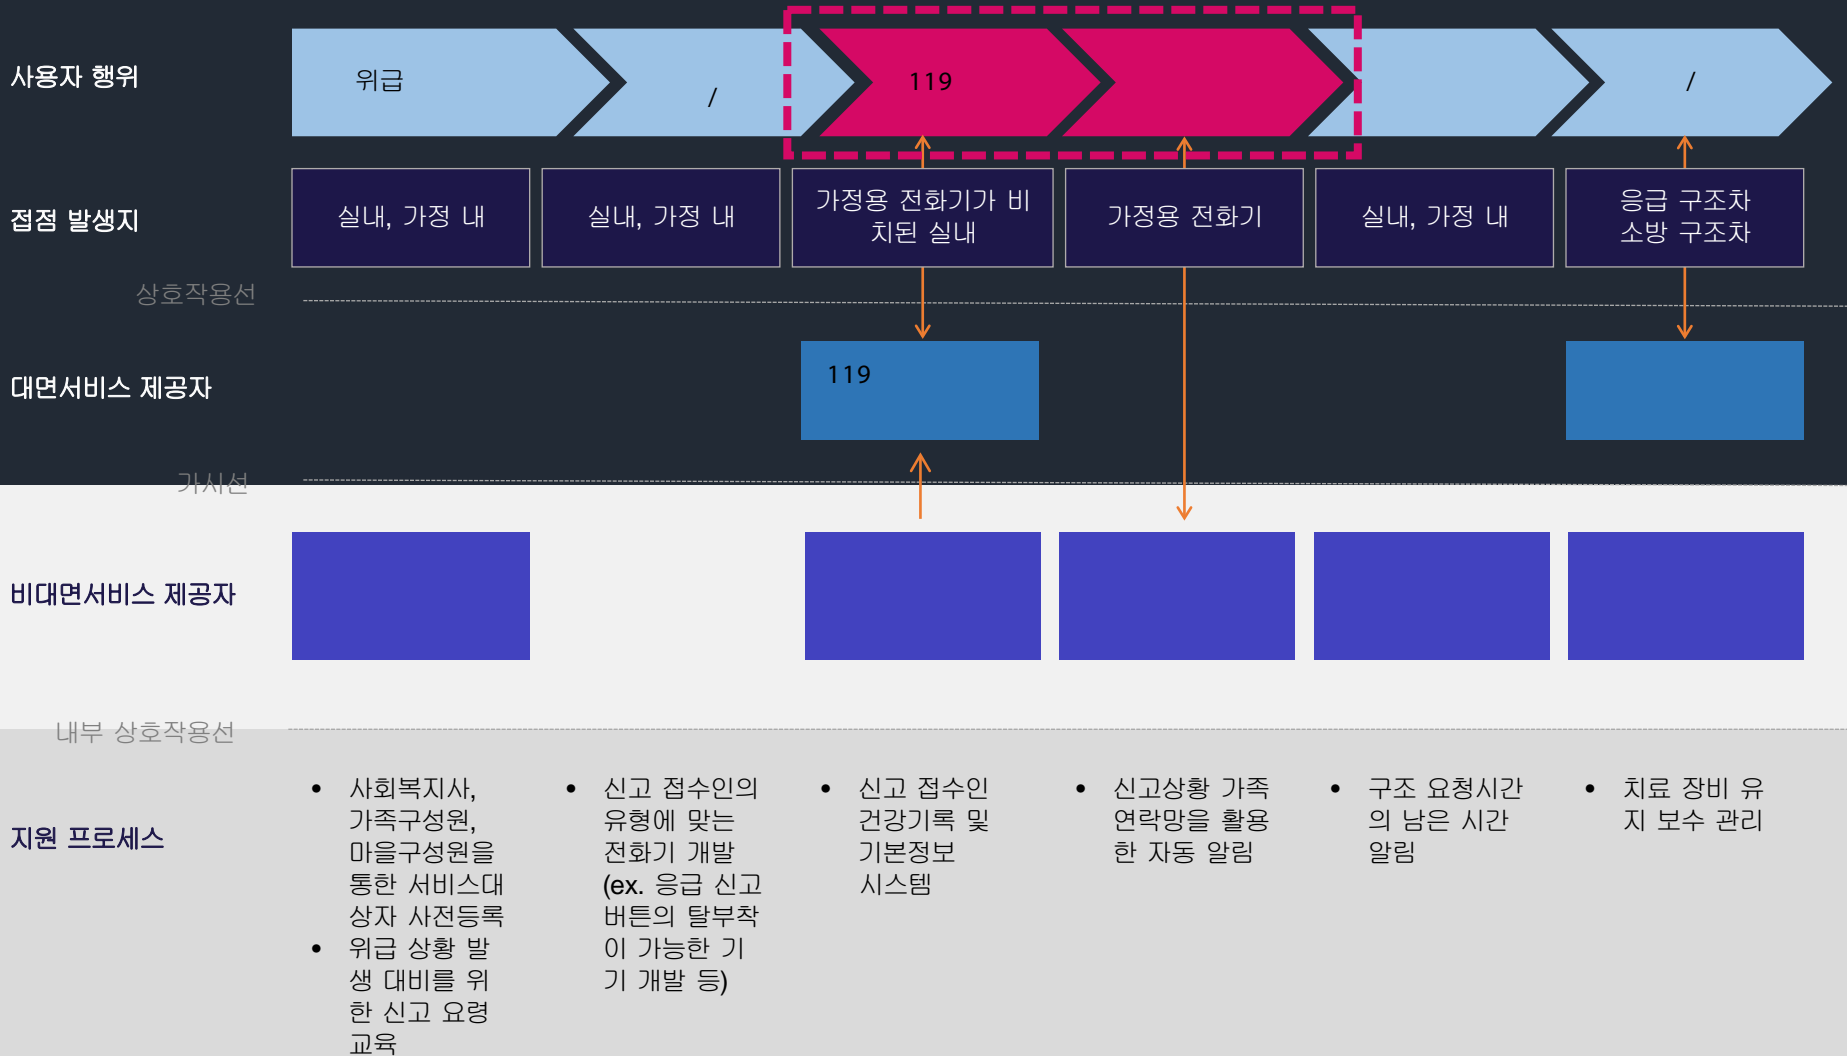 사용자 행위
위급
/
119
/
접점 발생지
실내, 가정 내
실내, 가정 내
가정용 전화기가 비
치된 실내
가정용 전화기
실내, 가정 내
응급 구조차
소방 구조차
상호작용선
대면서비스 제공자
119
가시선
비대면서비스 제공자
내부 상호작용선
지원 프로세스
• 사회복지사,
가족구성원,
마을구성원을
통한 서비스대
상자 사전등록
• 위급 상황 발
생 대비를 위
한 신고 요령
교육
• 신고 접수인의
유형에 맞는
전화기 개발
(ex. 응급 신고
버튼의 탈부착
이 가능한 기
기 개발 등)
• 신고 접수인
건강기록 및
기본정보
시스템
• 신고상황 가족
연락망을 활용
한 자동 알림
• 구조 요청시간
의 남은 시간
알림
• 치료 장비 유
지 보수 관리